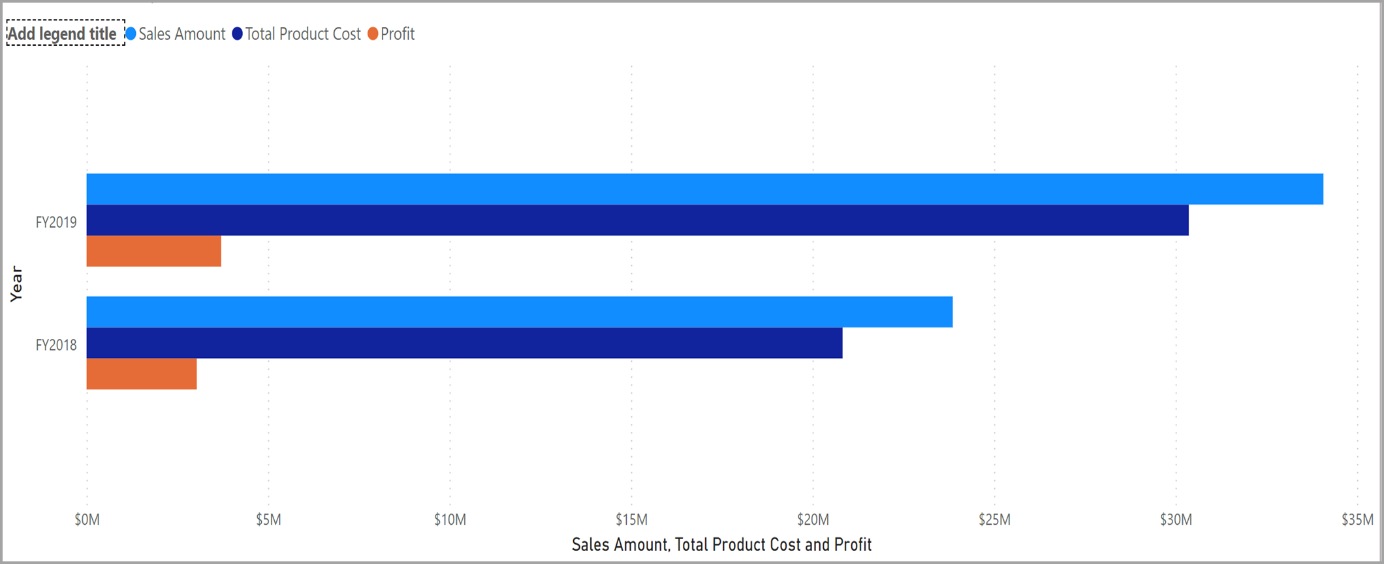 Add legend title Sales Amount Total Product Cost Profit
FY2019
FY2018
Year
$0M $5M $10M $15M $20M $25M $30M $35M
Sales Amount, Total Product Cost and Profit